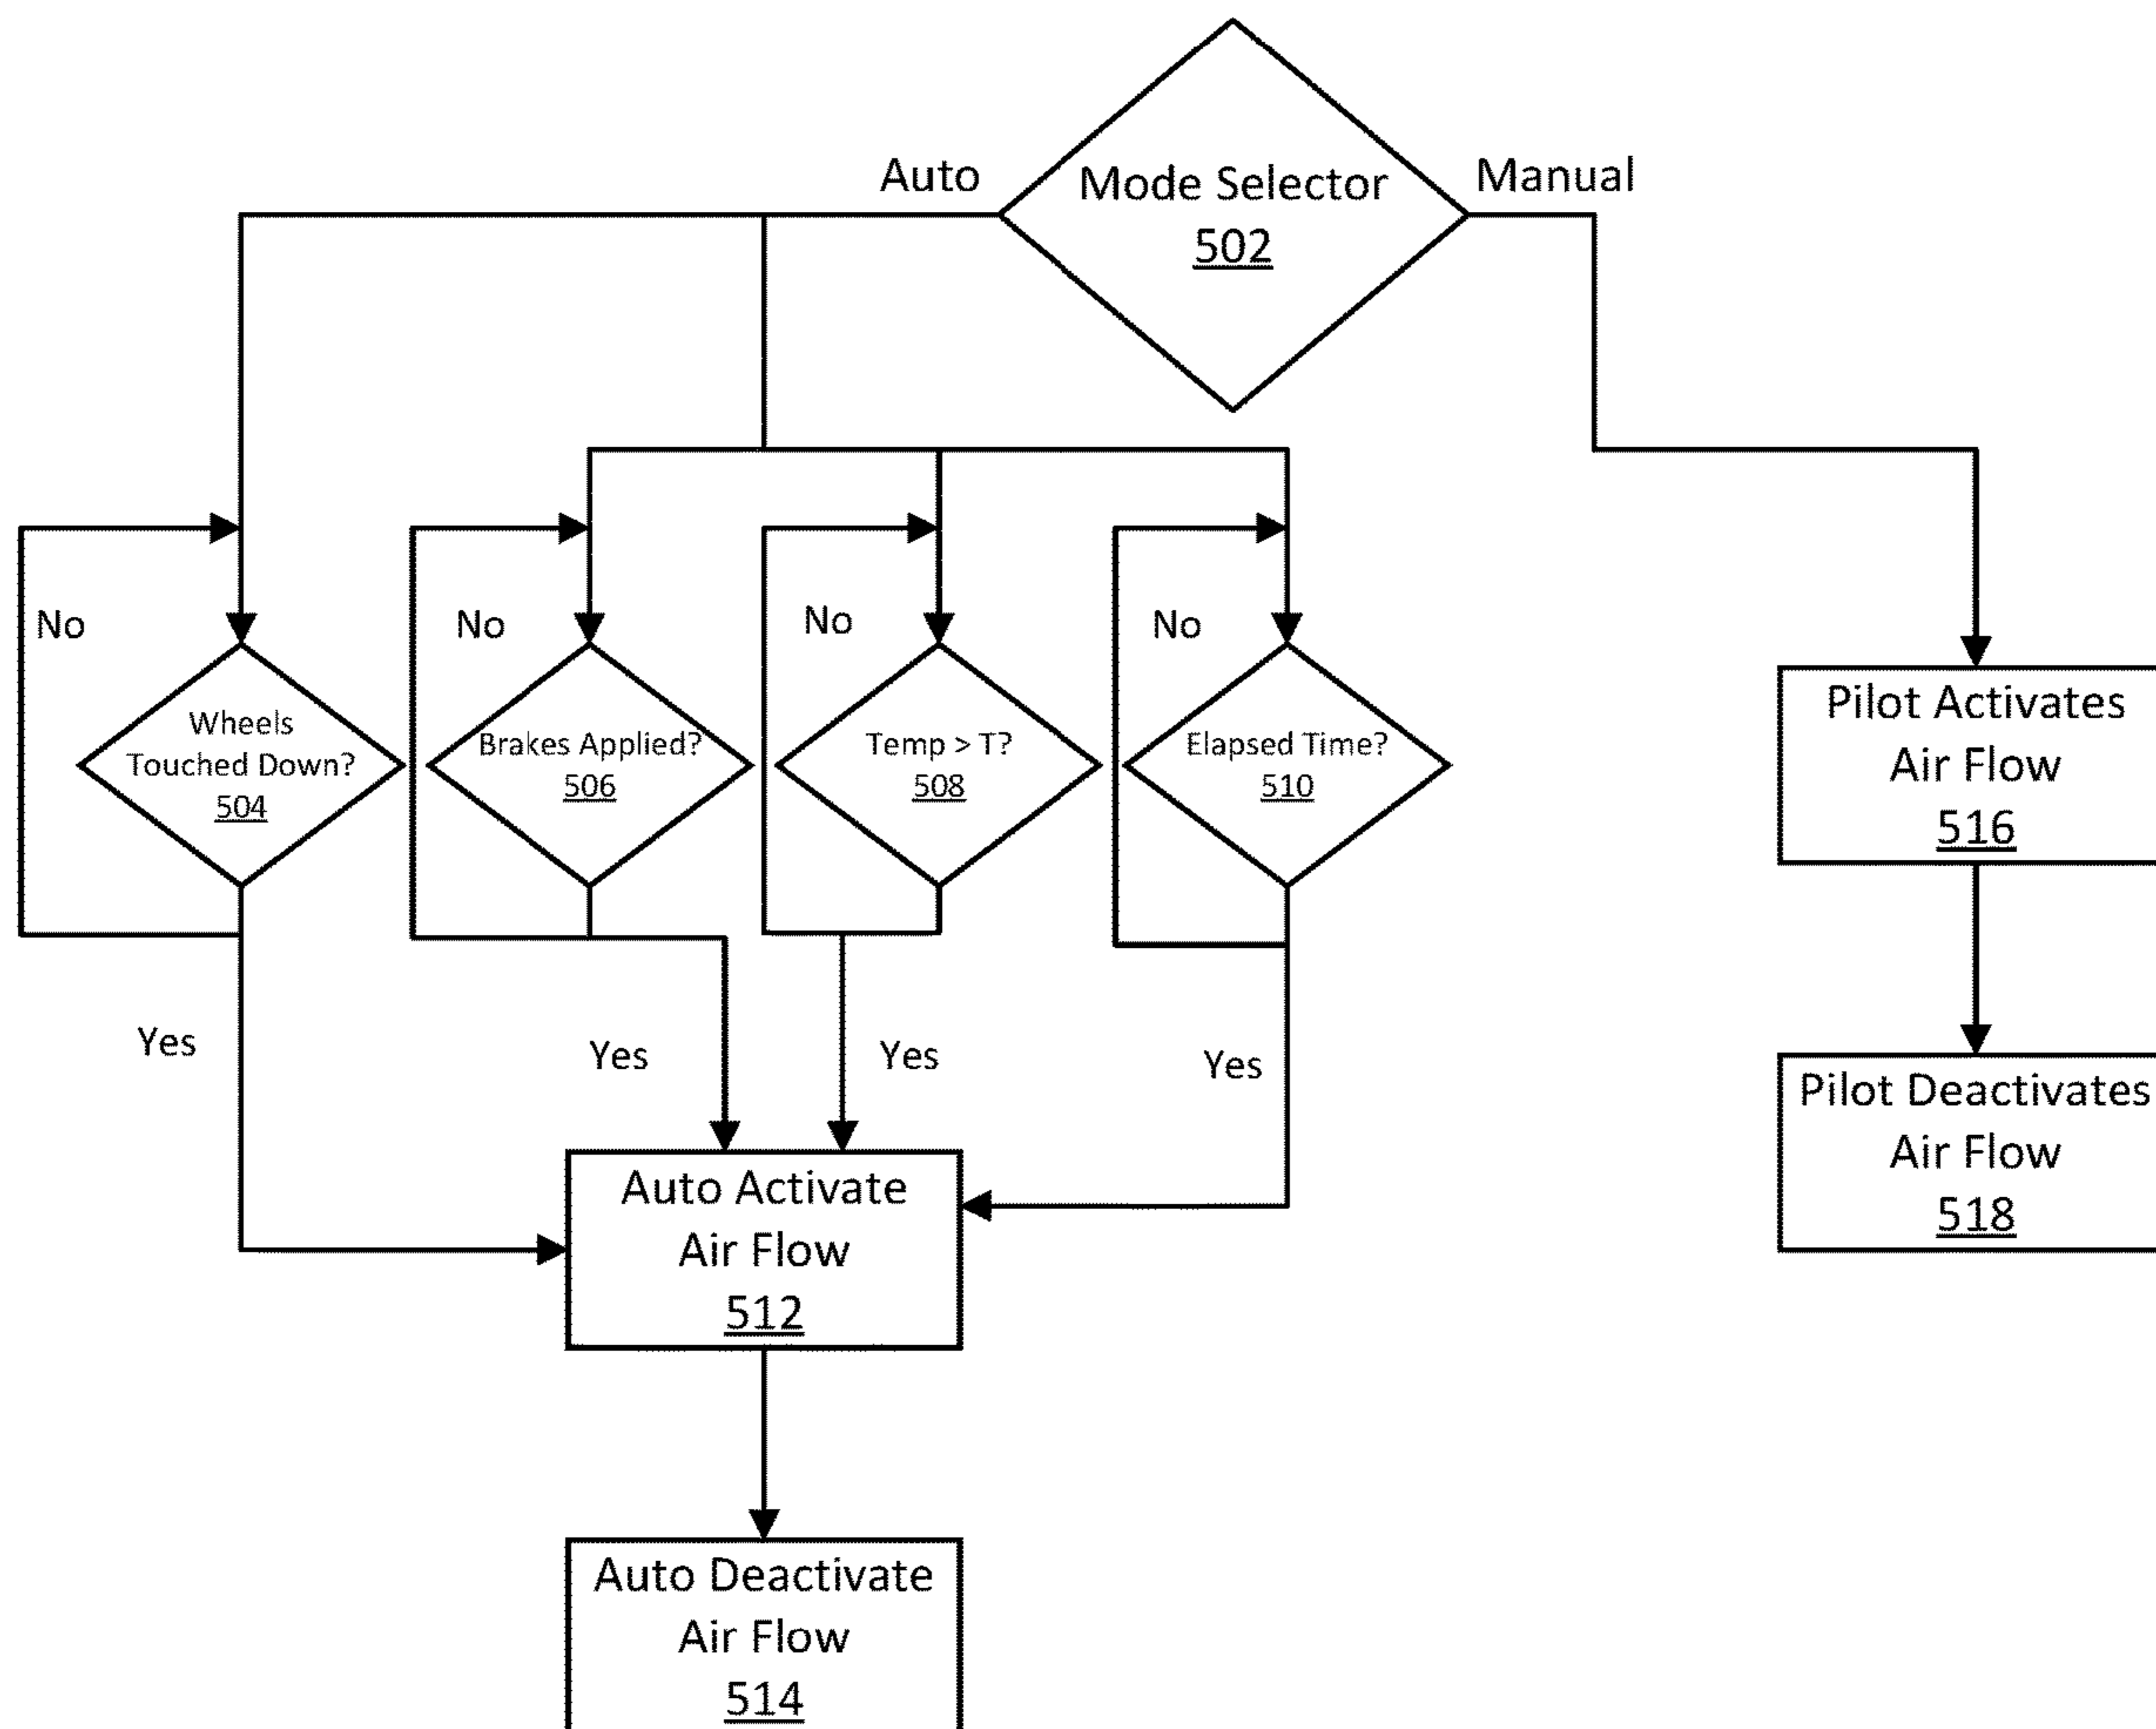 Auto
Mode Selector
502
Manual
No
No
No
No
Wheels
Touched Down?
504
Brakes Applied?
506
Temp > T?
508
Elapsed Time?
510
Pilot Activates
Air Flow
516
Yes
Yes
Yes
Yes
Pilot Deactivates
Air Flow
518
Auto Activate
Air Flow
512
Auto Deactivate
Air Flow
514